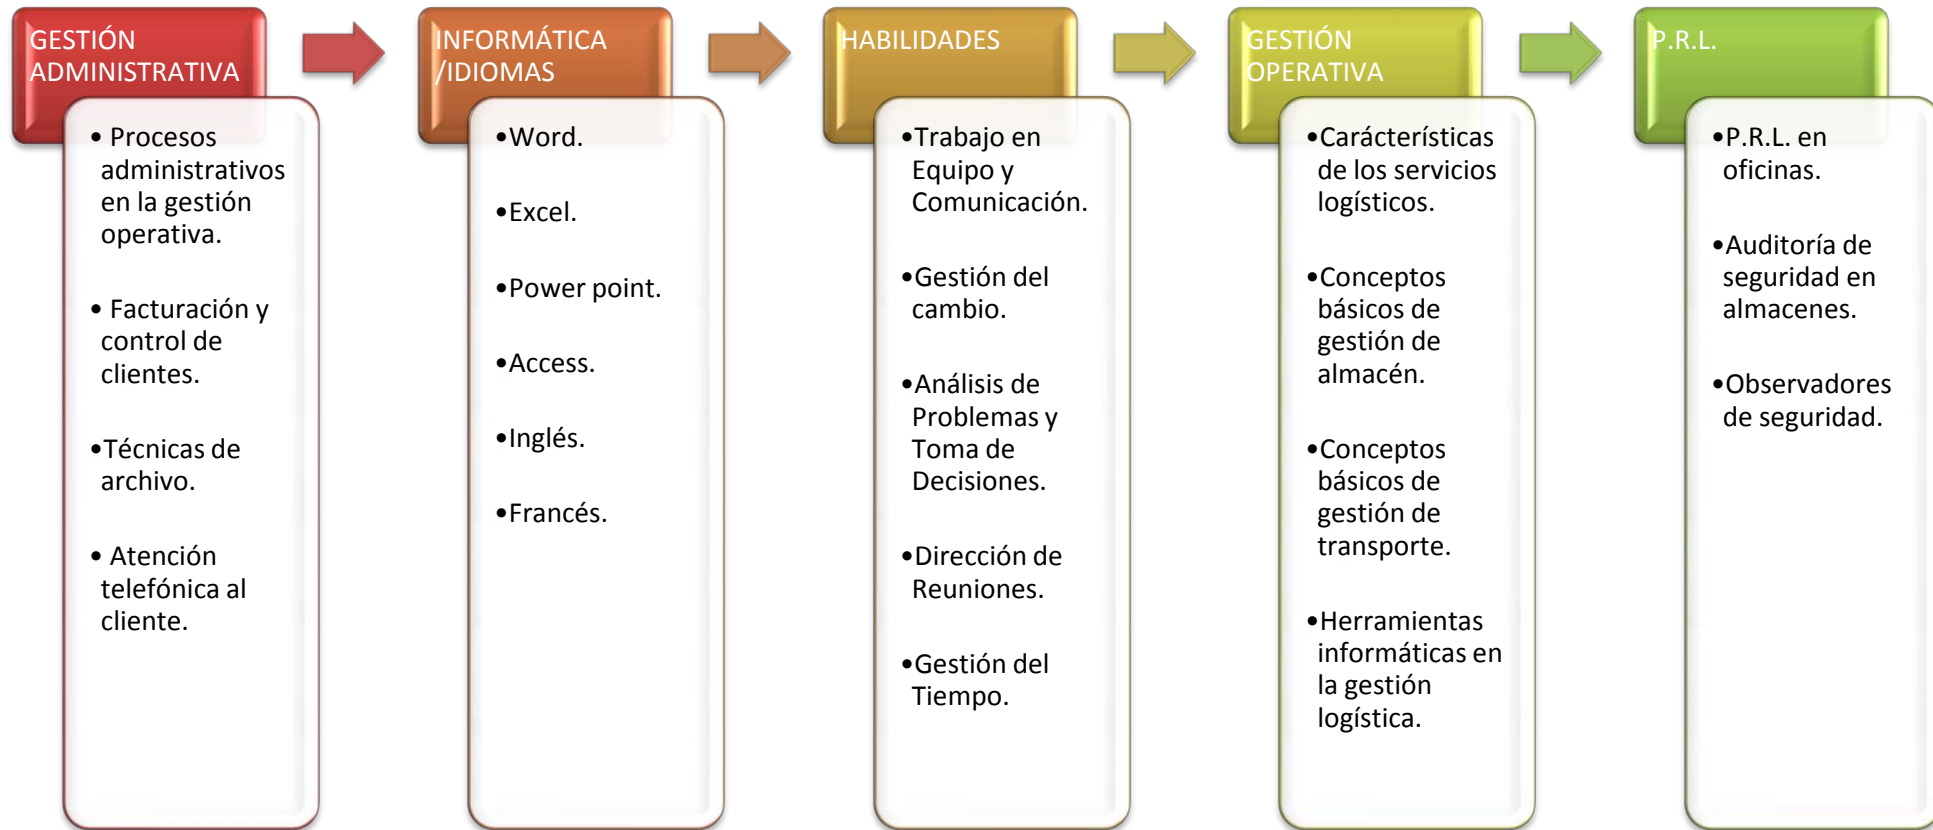 GESTIÓN
ADMINISTRATIVA
• Procesos
administrativos
en la gestión
operativa.
• Facturación y
control de
clientes.
•Técnicas de
archivo.
• Atención
telefónica al
cliente.
INFORMÁTICA
/IDIOMAS
•Word.
•Excel.
•Power point.
•Access.
•Inglés.
•Francés.
HABILIDADES
•Trabajo en
Equipo y
Comunicación.
•Gestión del
cambio.
•Análisis de
Problemas y
Toma de
Decisiones.
•Dirección de
Reuniones.
•Gestión del
Tiempo.
GESTIÓN
OPERATIVA
•Carácterísticas
de los servicios
logísticos.
•Conceptos
básicos de
gestión de
almacén.
•Conceptos
básicos de
gestión de
transporte.
•Herramientas
informáticas en
la gestión
logística.
P.R.L.
•P.R.L. en
oficinas.
•Auditoría de
seguridad en
almacenes.
•Observadores
de seguridad.